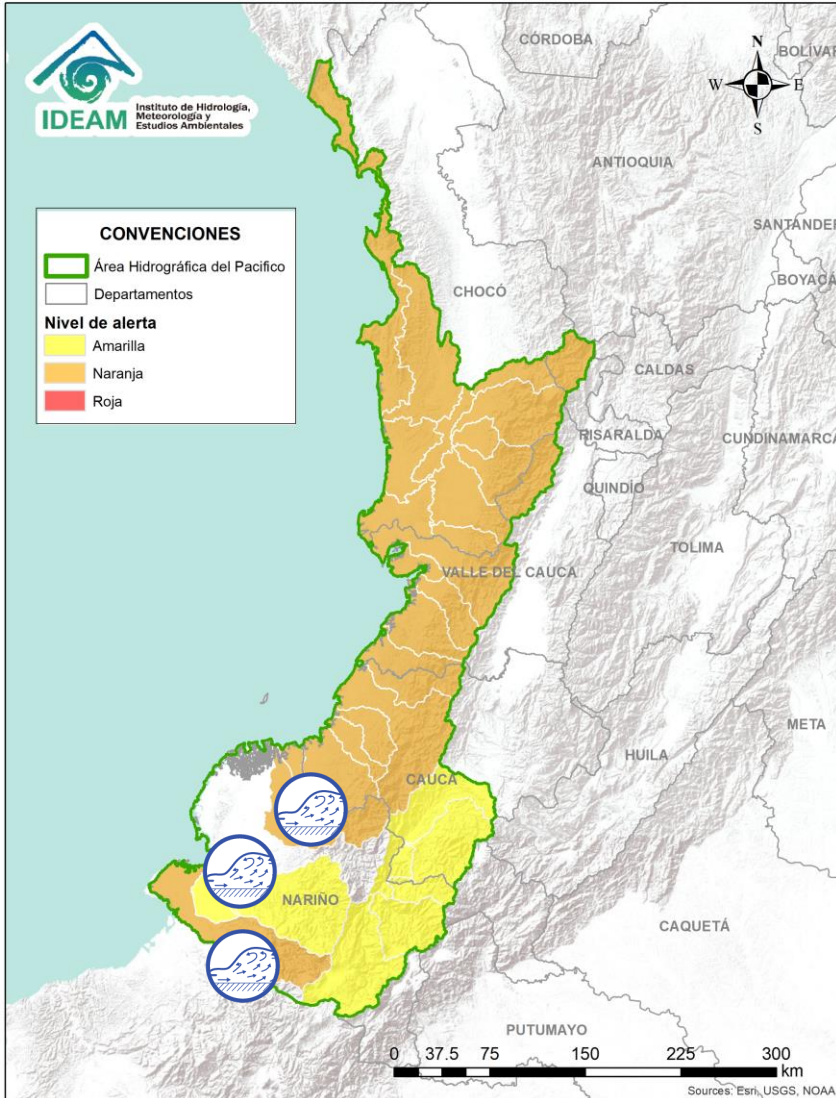 IDEAM
Instituto de Hidrología,
Meteorología y
Estudios Ambientales
CÓRDOBA
BOLÍVAR
N
W
E
S
ANTIOQUIA
SANTANDER
BOYACÁ
CONVENCIONES
Área Hidrográfica del Pacifico
Departamentos
Nivel de alerta
Amarilla
Naranja
Roja
CHOCÓ
CALDAS
RISARALDA
CUNDINAMARCA
QUINDÍO
TOLIMA
VALLE DEL CAUCA
META
HUILA
CAUCA
NARIÑO
CAQUETÁ
PUTUMAYO
0 37.5 75 150 225 300
km
Sources: Esri, USGS, NOAA